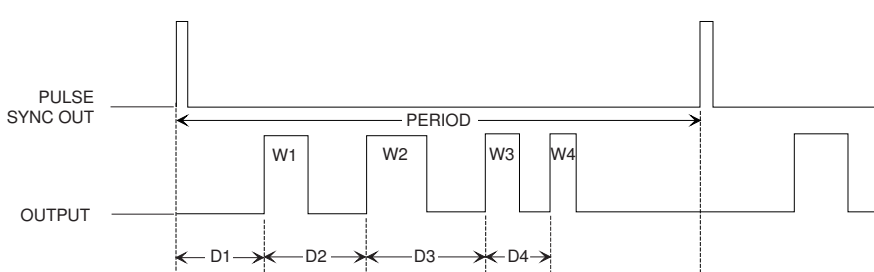 PULSE
SYNC OUT
PERIOD
W1
W2
W3
W4
OUTPUT
D1
D2
D3
D4